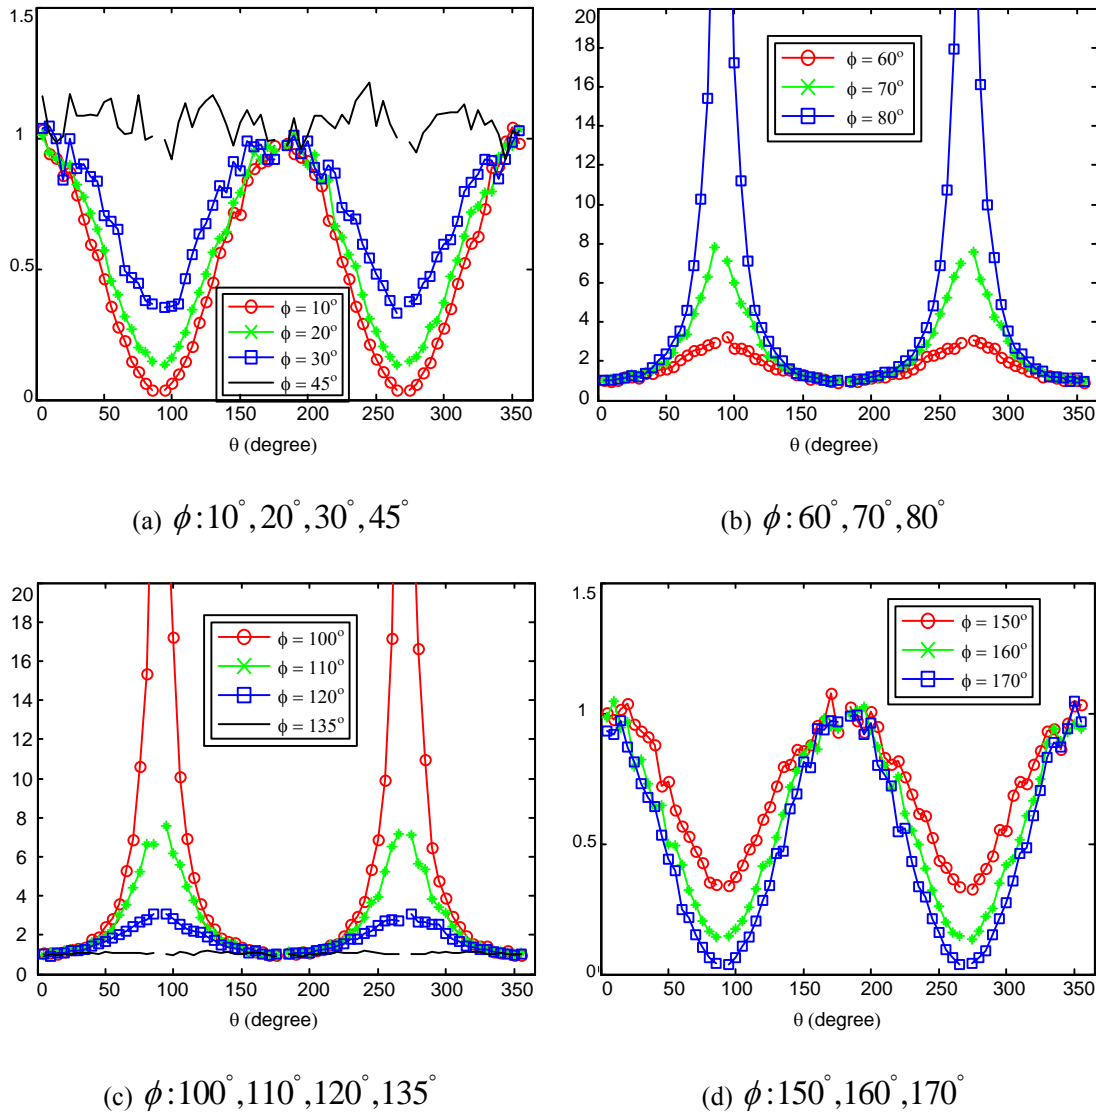 1.5
1
0.5
0
0 50 100 150 200 250 300 350
θ (degree)
ϕ = 10°
ϕ = 20°
ϕ = 30°
ϕ = 45°
(a) ϕ:10°,20°,30°,45°
20
18
16
14
12
10
8
6
4
2
0
0 50 100 150 200 250 300 350
θ (degree)
ϕ = 60°
ϕ = 70°
ϕ = 80°
(b) ϕ:60°,70°,80°
20
18
16
14
12
10
8
6
4
2
0
0 50 100 150 200 250 300 350
θ (degree)
ϕ = 100°
ϕ = 110°
ϕ = 120°
ϕ = 135°
(c) ϕ:100°,110°,120°,135°
1.5
1
0.5
0
0 50 100 150 200 250 300 350
θ (degree)
ϕ = 150°
ϕ = 160°
ϕ = 170°
(d) ϕ:150°,160°,170°